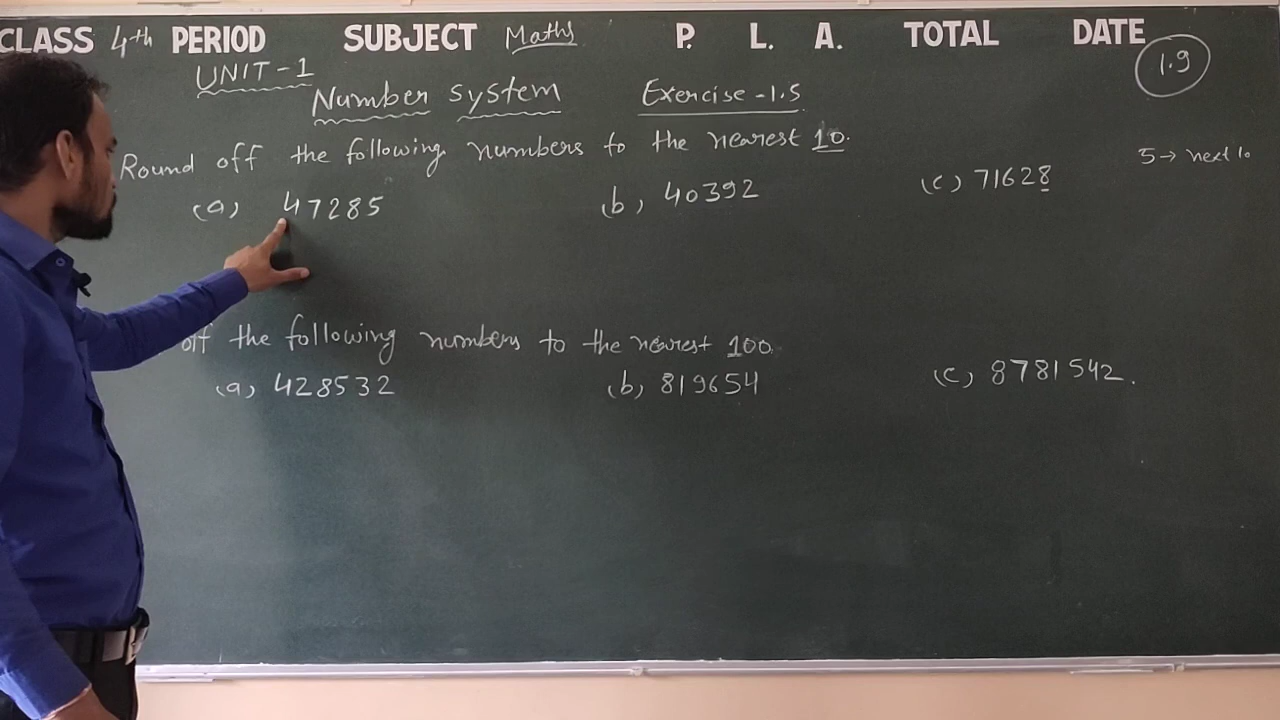 CLASS 4th PERIOD SUBJECT Maths P. L. A. TOTAL DATE
UNIT-1
1.9
Number system Exercise-1.5
Round off the following numbers to the nearest 10.
5→ next 10
(a) 47285 (b) 40392 (c) 71628
off the following numbers to the nearest 100.
(a) 428532 (b) 819654 (c) 8781542.